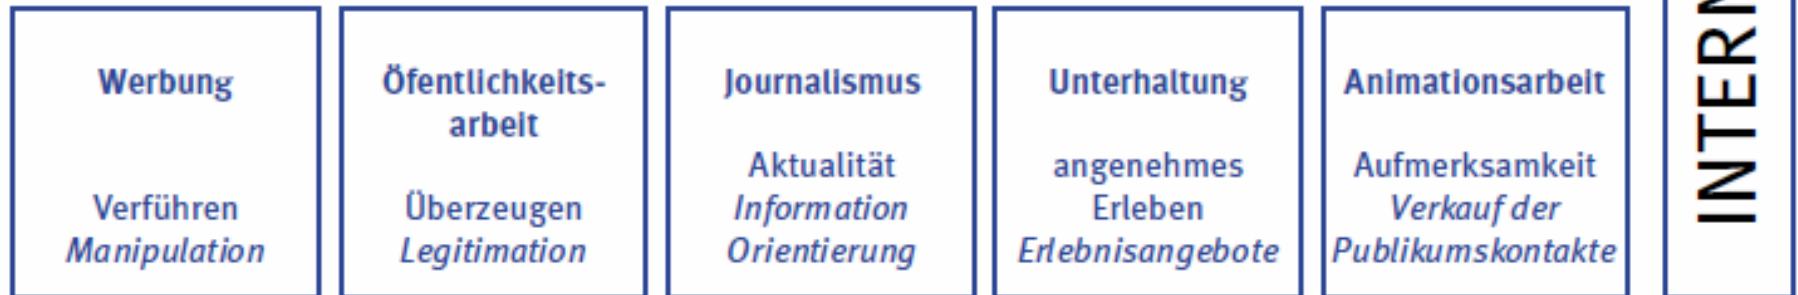 Werbung
Verführen
Manipulation
Öfentlichkeits-
arbeit
Überzeugen
Legitimation
Journalismus
Aktualität
Information
Orientierung
Unterhaltung
angenehmes
Erleben
Erlebnisangebote
Animationsarbeit
Aufmerksamkeit
Verkauf der
Publikumskontakte
INTERN